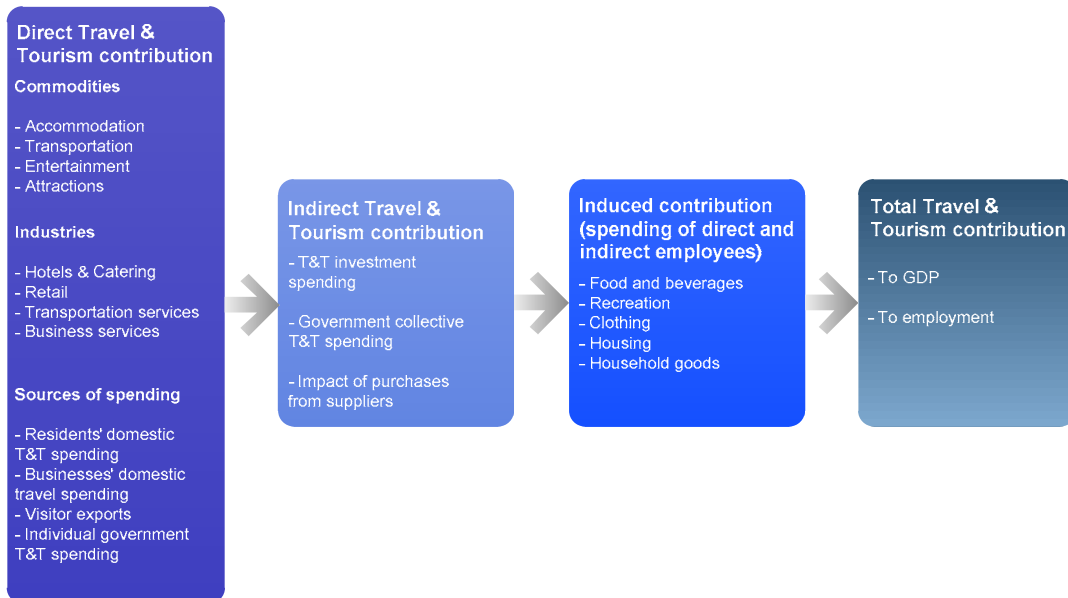 Direct Travel &
Tourism contribution
Commodities
- Accommodation
- Transportation
- Entertainment
- Attractions
Industries
- Hotels & Catering
- Retail
- Transportation services
- Business services
Sources of spending
- Residents' domestic
T&T spending
- Businesses' domestic
travel spending
- Visitor exports
- Individual government
T&T spending
Indirect Travel &
Tourism contribution
- T&T investment
spending
- Government collective
T&T spending
- Impact of purchases
from suppliers
Induced contribution
(spending of direct and
indirect employees)
- Food and beverages
- Recreation
- Clothing
- Housing
- Household goods
Total Travel &
Tourism contribution
- To GDP
- To employment